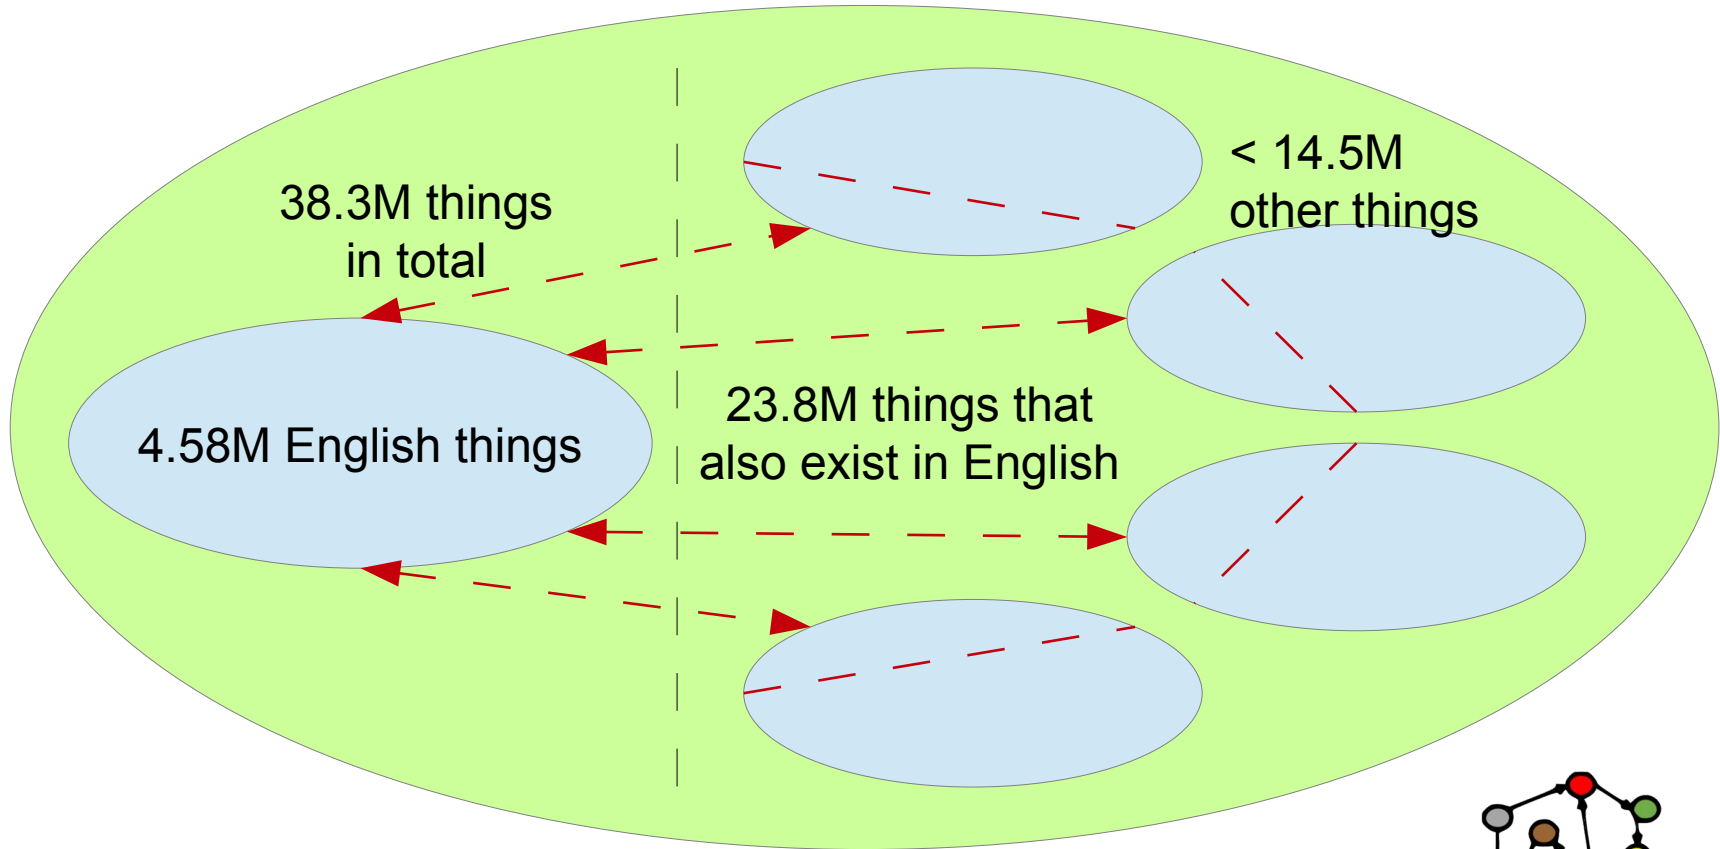 38.3M things
in total
< 14.5M
other things
4.58M English things
23.8M things that
also exist in English